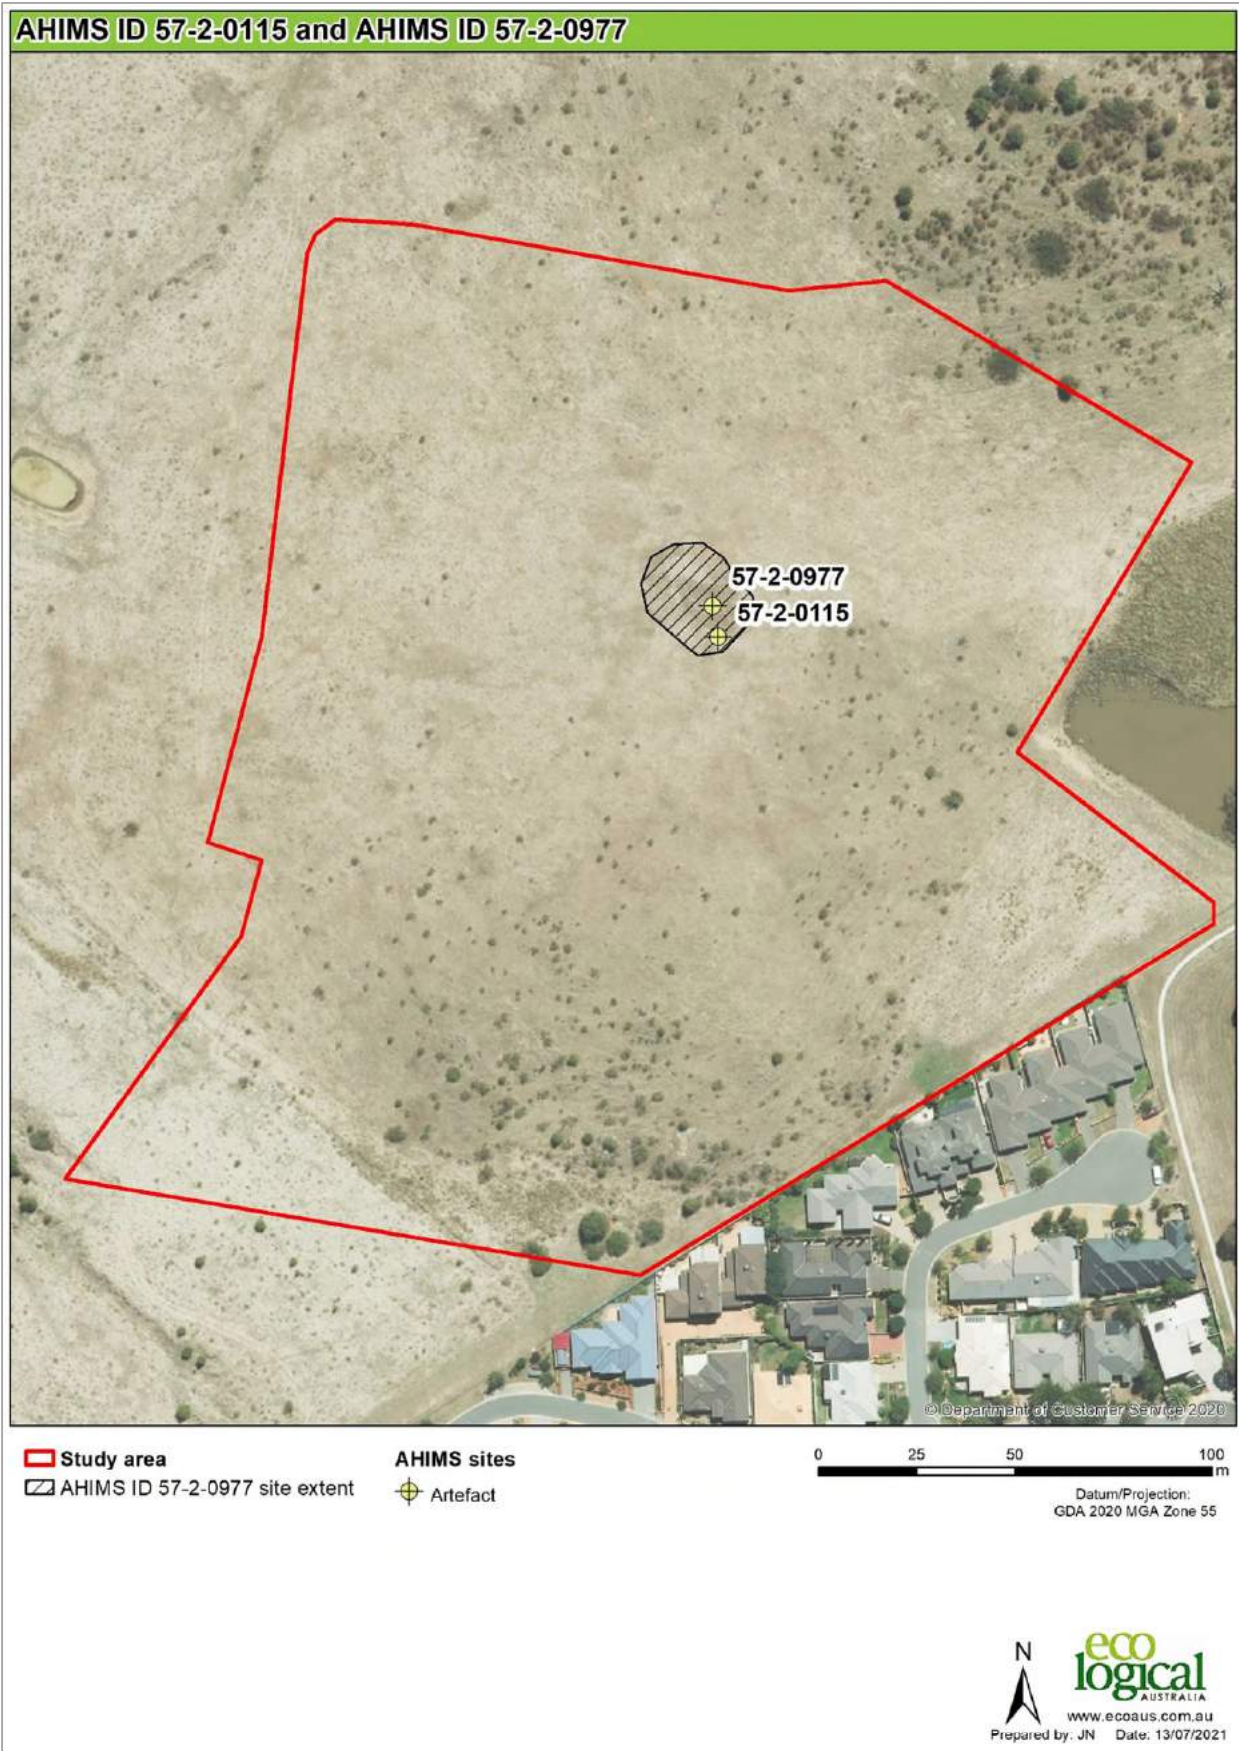 AHIMS ID 57-2-0115 and AHIMS ID 57-2-0977
57-2-0977
57-2-0115
© Department of Customer Service 2020
Study area
AHIMS ID 57-2-0977 site extent
AHIMS sites
Artefact
0 25 50 100
m
Datum/Projection:
GDA 2020 MGA Zone 55
N
eco
logical
AUSTRALIA
www.ecoaus.com.au
Prepared by: JN Date: 13/07/2021